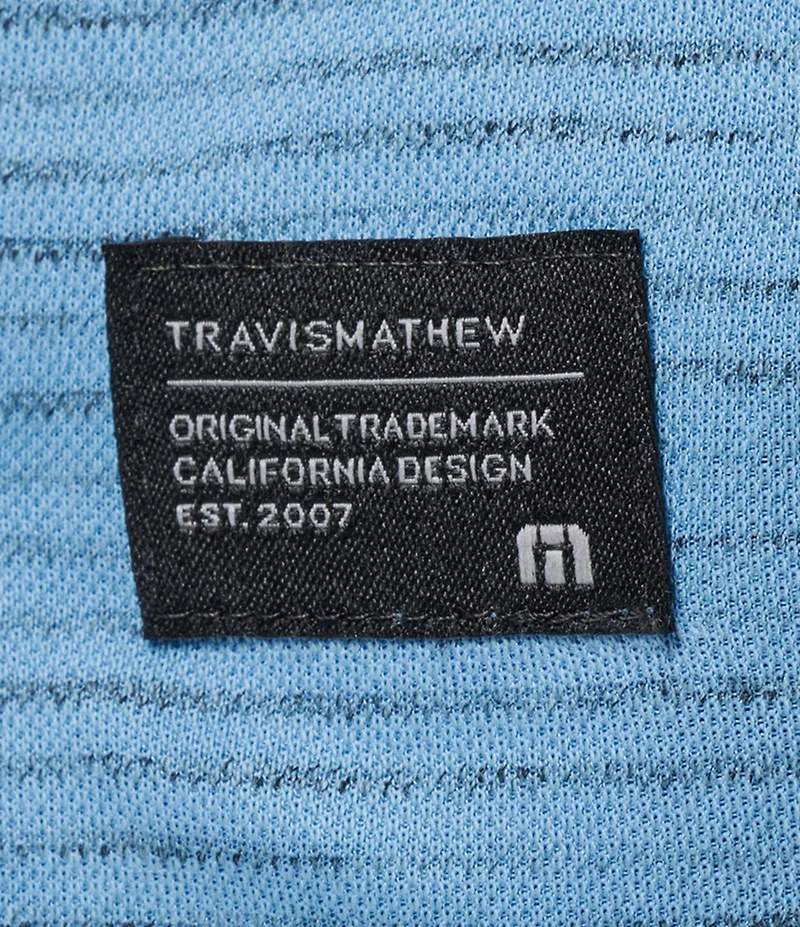 TRAVISMATHEW
ORIGINAL TRADEMARK
CALIFORNIA DESIGN
EST. 2007